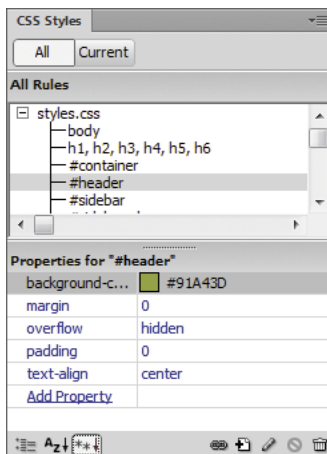 CSS Styles
All Current
All Rules
styles.css
body
h1, h2, h3, h4, h5, h6
#container
#header
#sidebar
Properties for "#header"
background-c... #91A43D
margin 0
overflow hidden
padding 0
text-align center
Add Property